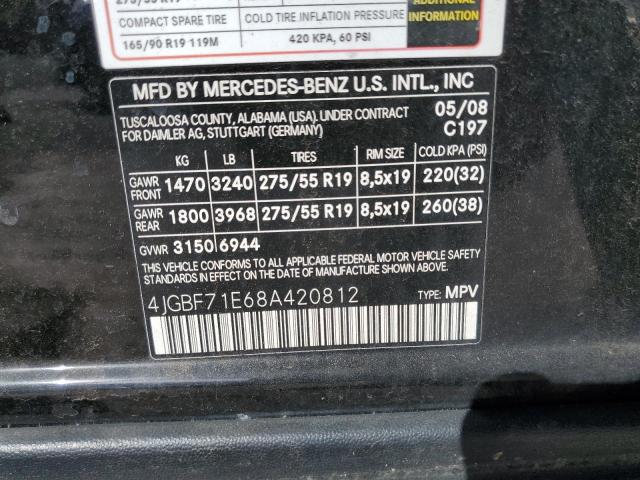 COMPACT SPARE TIRE COLD TIRE INFLATION PRESSURE
165/90 R19 119M 420 KPA, 60 PSI
ADDITIONAL
INFORMATION
MFD BY MERCEDES-BENZ U.S. INTL., INC
TUSCALOOSA COUNTY, ALABAMA (USA). UNDER CONTRACT 05/08
FOR DAIMLER AG, STUTTGART (GERMANY) C197
KG LB TIRES RIM SIZE COLD KPA (PSI)
GAWR FRONT 1470 3240 275/55 R19 8,5x19 220(32)
GAWR REAR 1800 3968 275/55 R19 8,5x19 260(38)
GVWR 3150 6944
THIS VEHICLE CONFORMS TO ALL APPLICABLE FEDERAL MOTOR VEHICLE SAFETY
STANDARDS IN EFFECT ON THE DATE OF MANUFACTURE SHOWN ABOVE.
4JGBF71E68A420812 TYPE: MPV